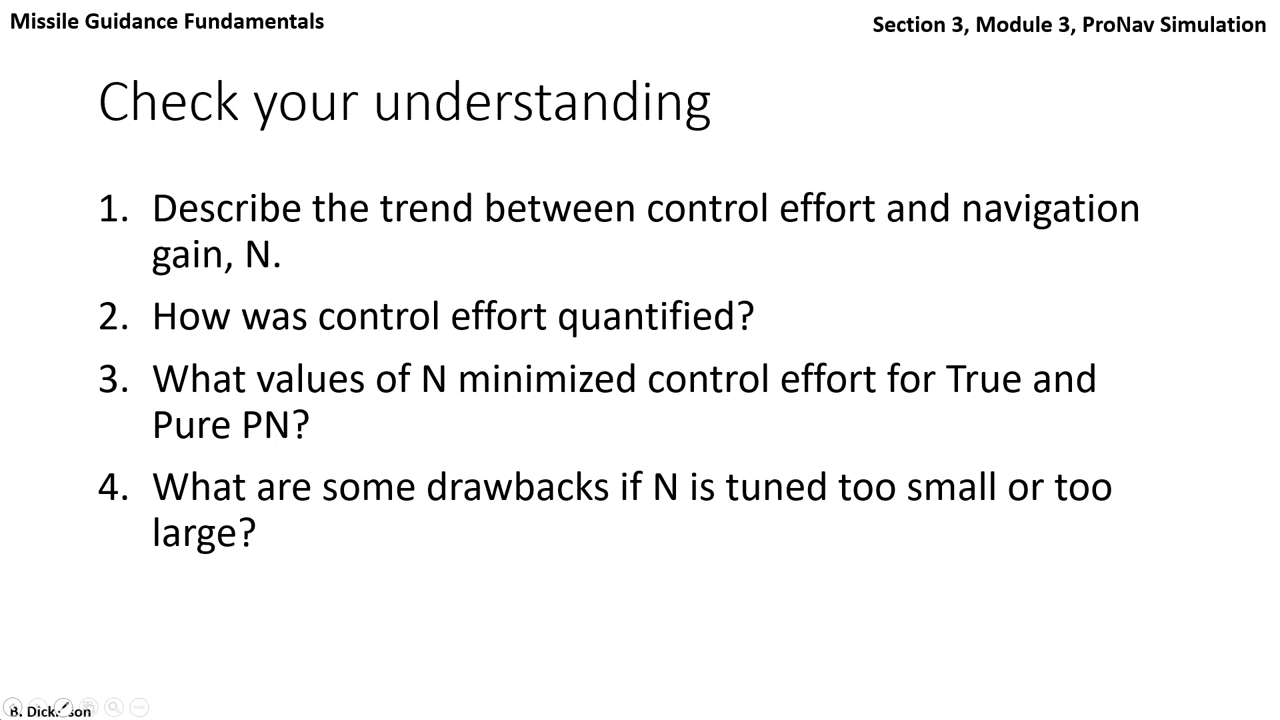 Missile Guidance Fundamentals
Section 3, Module 3, ProNav Simulation
Check your understanding
1. Describe the trend between control effort and navigation
gain, N.
2. How was control effort quantified?
3. What values of N minimized control effort for True and
Pure PN?
4. What are some drawbacks if N is tuned too small or too
large?